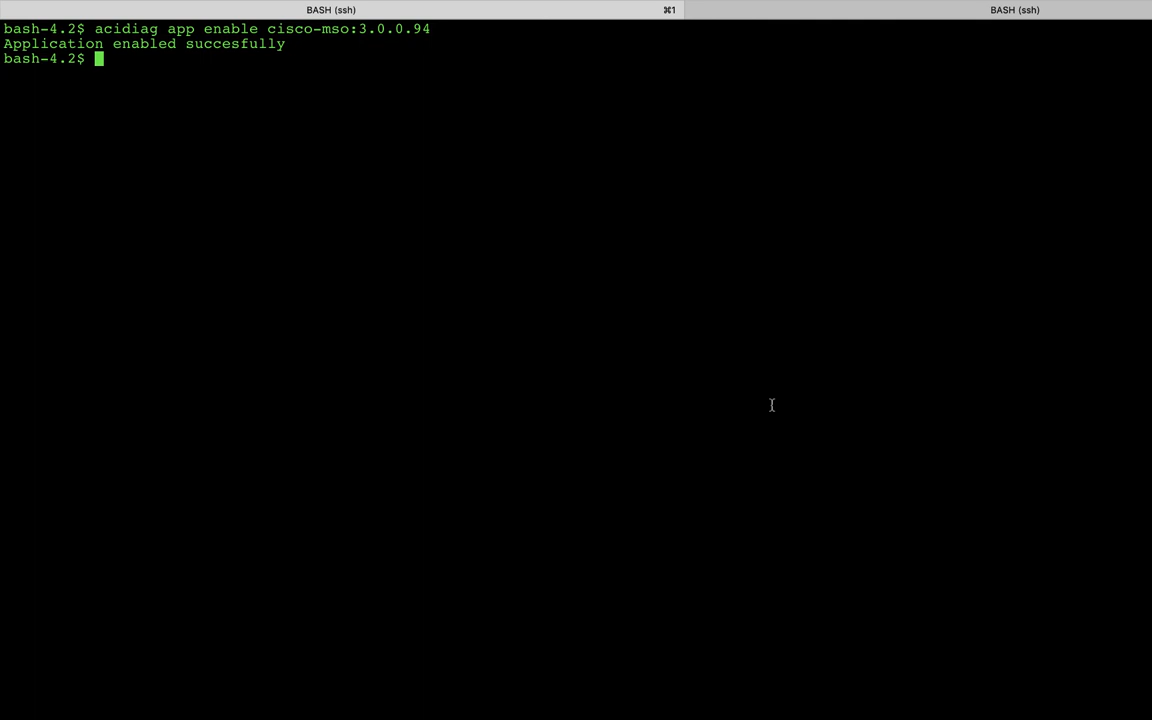 BASH (ssh) ⌘1 BASH (ssh)
bash-4.2$ acidiag app enable cisco-mso:3.0.0.94
Application enabled succesfully
bash-4.2$